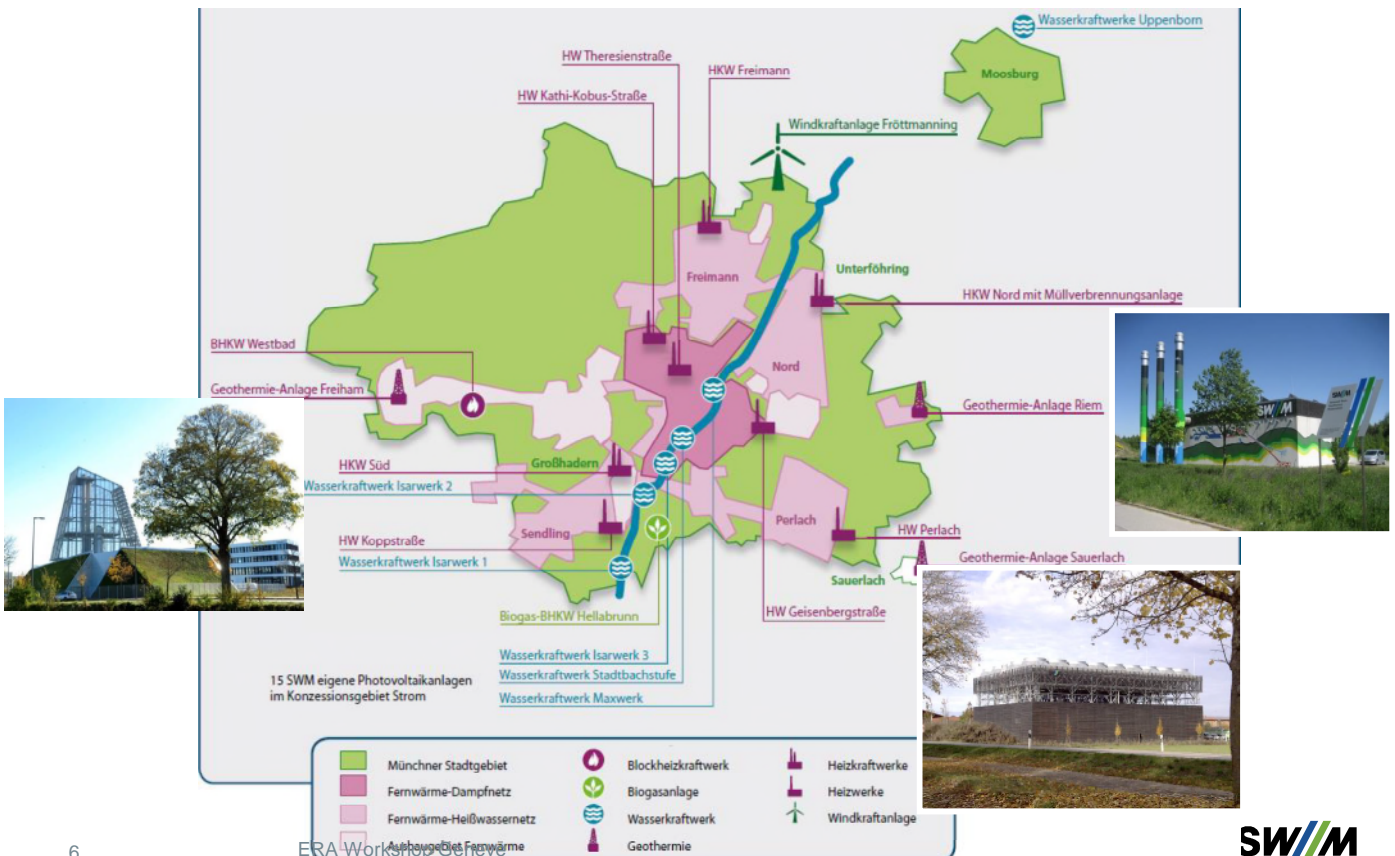 Wasserkraftwerke Uppenborn
HW Theresienstraße
HKW Freimann
Moosburg
HW Kathi-Kobus-Straße
Windkraftanlage Fröttmanning
Freimann
Unterföhring
HKW Nord mit Müllverbrennungsanlage
BHKW Westbad
Nord
Geothermie-Anlage Freiham
Geothermie-Anlage Riem
SW//M
SW//M
Großhadern
HKW Süd
Wasserkraftwerk Isarwerk 2
Perlach
HW Perlach
Sendling
HW Koppstraße
Geothermie-Anlage Sauerlach
Wasserkraftwerk Isarwerk 1
Sauerlach
Biogas-BHKW Hellabrunn
HW Geisenbergstraße
Wasserkraftwerk Isarwerk 3
Wasserkraftwerk Stadtbachstufe
Wasserkraftwerk Maxwerk
15 SWM eigene Photovoltaikanlagen
im Konzessionsgebiet Strom
Münchner Stadtgebiet
Fernwärme-Dampfnetz
Fernwärme-Heißwassernetz
Ausbaugebiet Fernwärme
Blockheizkraftwerk
Biogasanlage
Wasserkraftwerk
Geothermie
Heizkraftwerke
Heizwerke
Windkraftanlage
6
ERA Workshop Geneve
SW//M